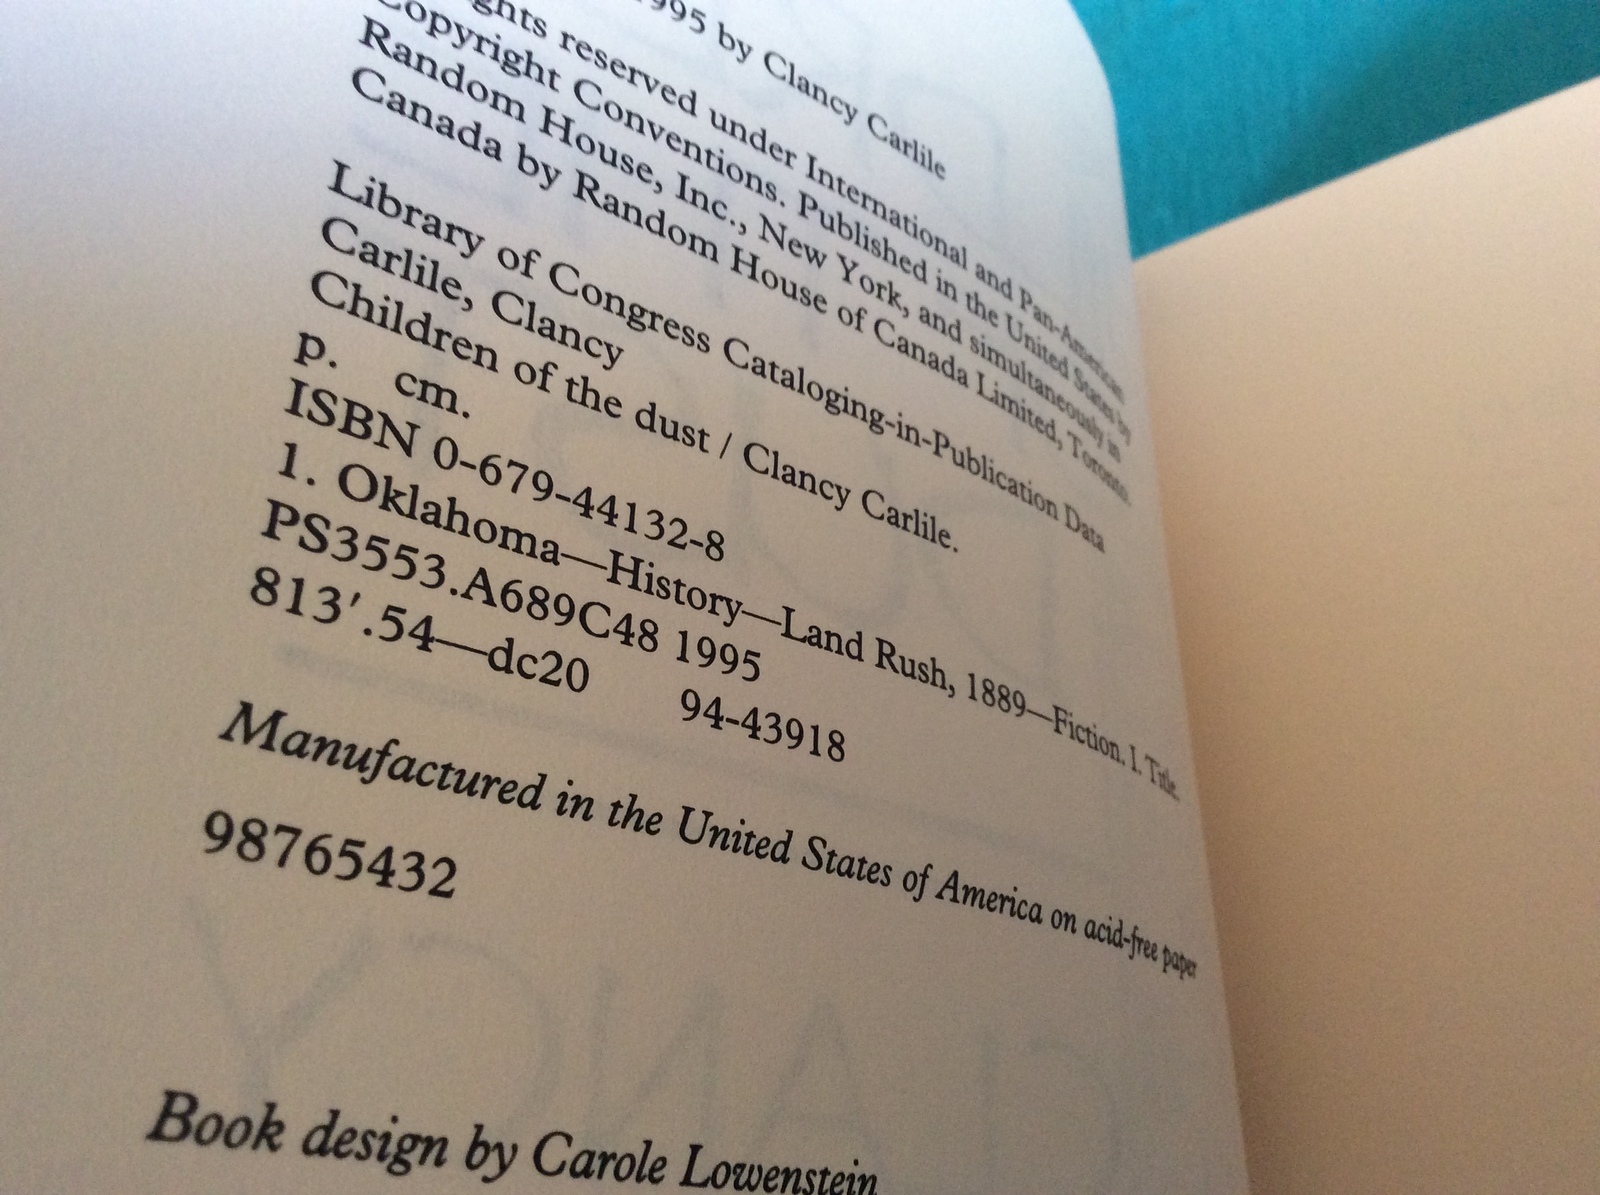 1995 by Clancy Carlile
ghts reserved under International and Pan-American
Copyright Conventions. Published in the United States by
Random House, Inc., New York, and simultaneously in
Canada by Random House of Canada Limited, Toronto.
Library of Congress Cataloging-in-Publication Data
Carlile, Clancy
Children of the dust / Clancy Carlile.
p. cm.
ISBN 0-679-44132-8
1. Oklahoma—History—Land Rush, 1889—Fiction. I. Title.
PS3553.A689C48 1995
813'.54—dc20 94-43918
Manufactured in the United States of America on acid-free paper
98765432
Book design by Carole Lowenstein